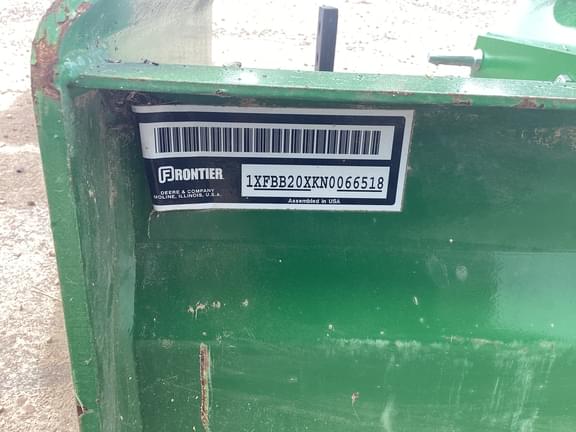 FRONTIER
DEERE & COMPANY
MOLINE, ILLINOIS, U.S.A.
1XFBB20XKN0066518
Assembled in USA